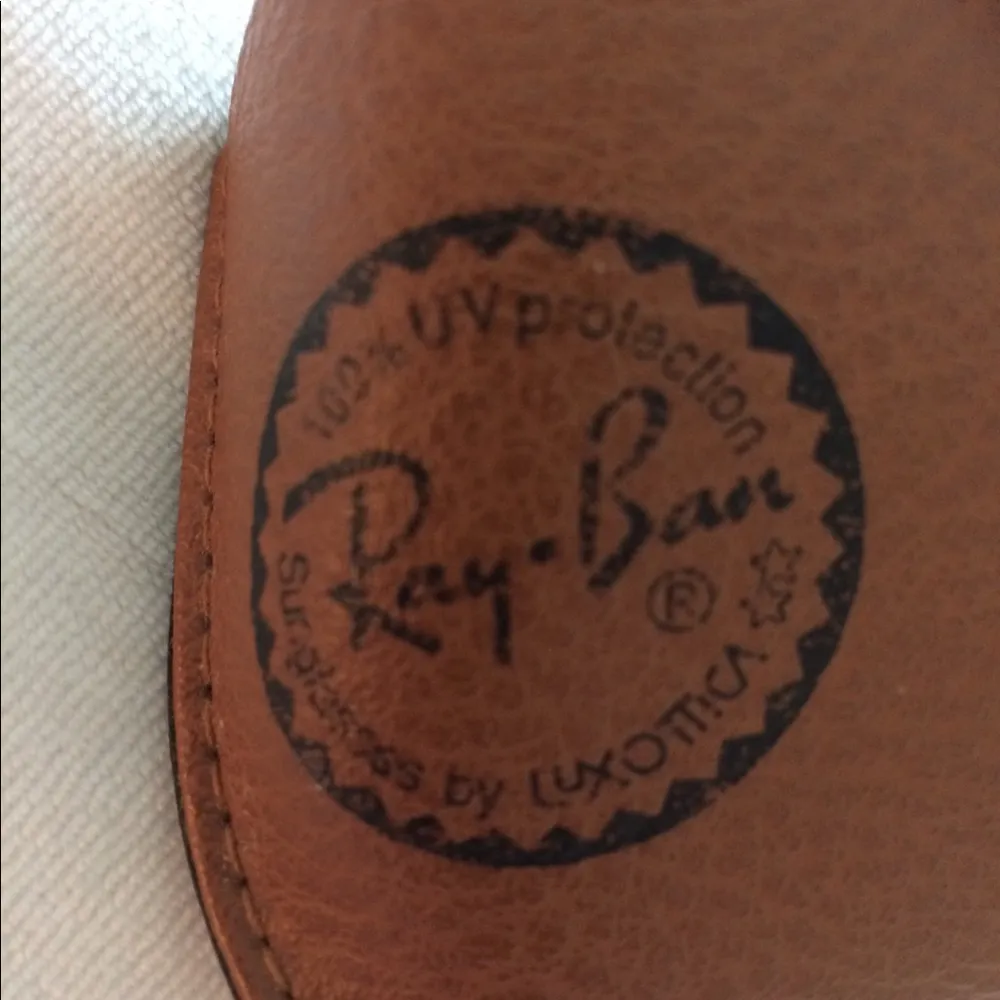 100% UV protection
Ray-Ban
®
Sunglasses by LUXOTTICA